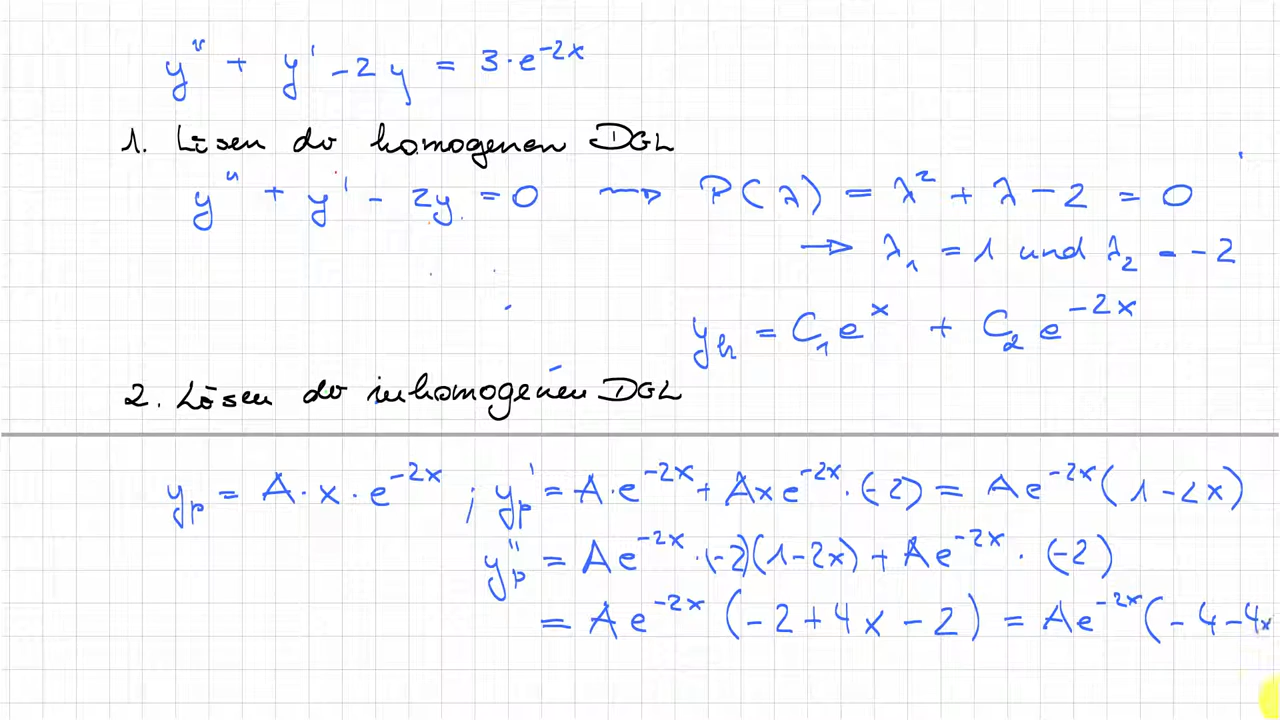 y'' + y' - 2y = 3·e^{-2x}
1. Lösen der homogenen DGL
y'' + y' - 2y = 0 ⟿ P(λ) = λ² + λ - 2 = 0
→ λ₁ = 1 und λ₂ = -2
y_h = C₁e^x + C₂e^{-2x}
2. Lösen der inhomogenen DGL
y_p = A·x·e^{-2x} ; y_p' = A·e^{-2x} + Axe^{-2x}·(-2) = Ae^{-2x}(1-2x)
y_p'' = Ae^{-2x}·(-2)(1-2x) + Ae^{-2x}·(-2)
= Ae^{-2x}(-2+4x-2) = Ae^{-2x}(-4-4x